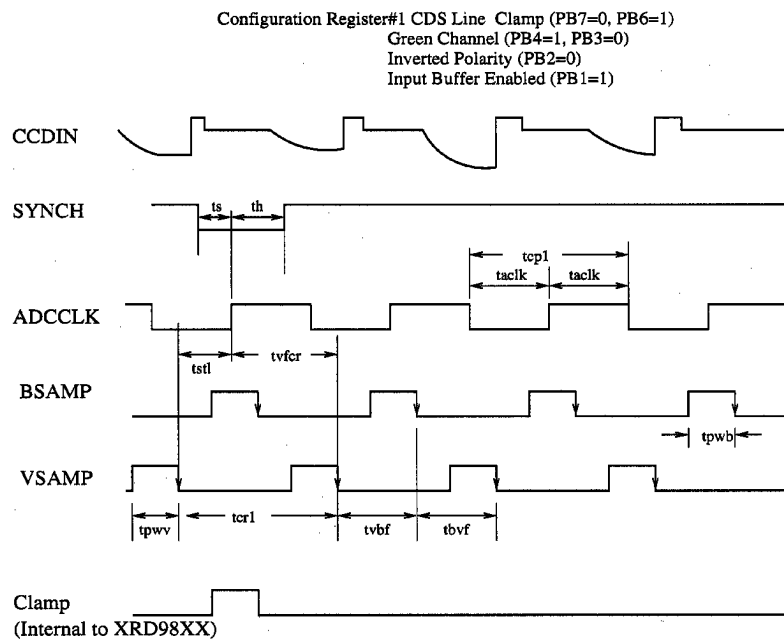 Configuration Register#1 CDS Line Clamp (PB7=0, PB6=1)
Green Channel (PB4=1, PB3=0)
Inverted Polarity (PB2=0)
Input Buffer Enabled (PB1=1)
CCDIN
SYNCH
ts th
tcp1
taclk taclk
ADCCLK
tstl tvfcr
BSAMP
tpwb
VSAMP
tpwv tcr1 tvbf tbvf
Clamp
(Internal to XRD98XX)